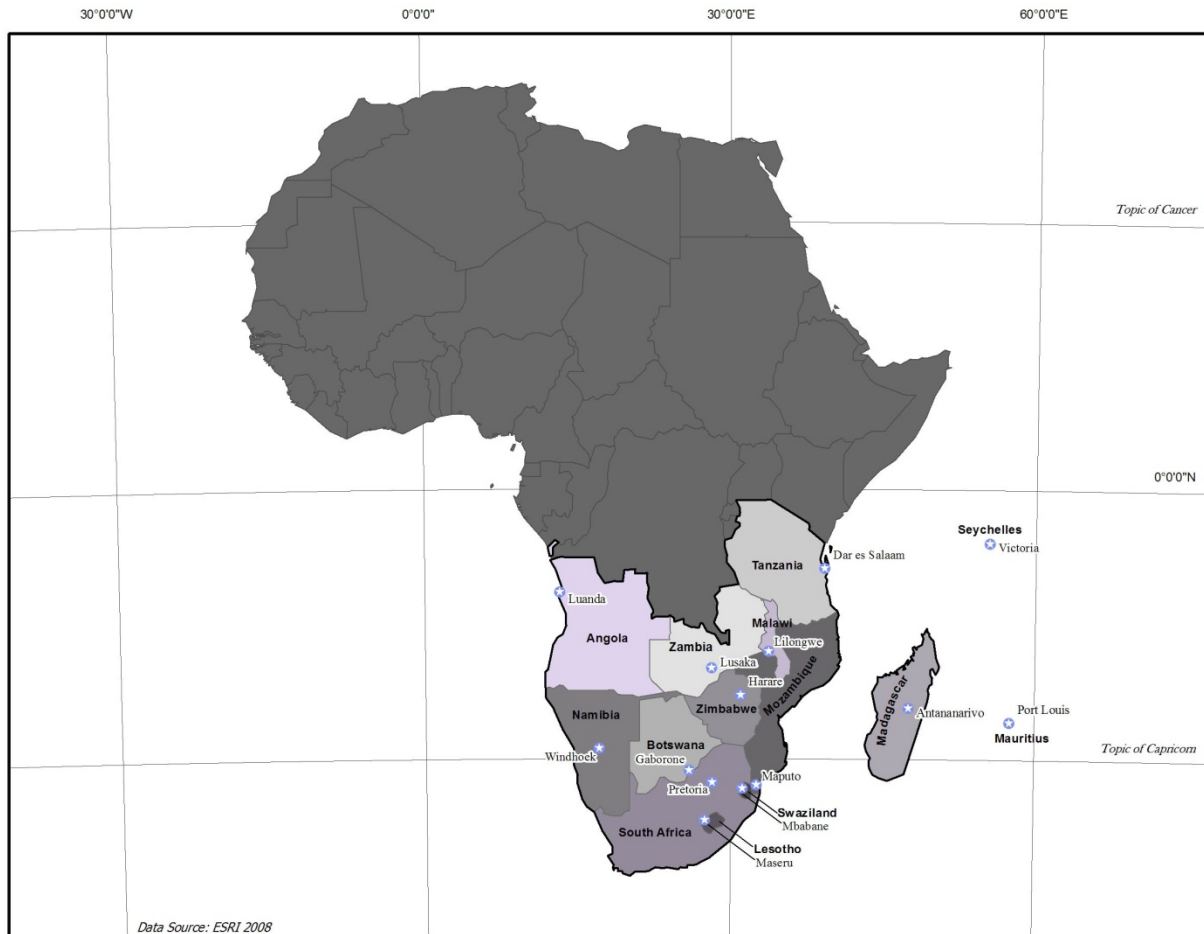 30°0'0"W
0°0'0"
30°0'0"E
60°0'0"E
Topic of Cancer
0°0'0"N
Seychelles
Victoria
Dar es Salaam
Tanzania
Luanda
Angola
Malawi
Lilongwe
Zambia
Lusaka
Harare
Mozambique
Zimbabwe
Namibia
Madagascar
Antananarivo
Port Louis
Mauritius
Botswana
Windhoek
Gaborone
Topic of Capricorn
Pretoria
Maputo
Swaziland
Mbabane
South Africa
Lesotho
Maseru
Data Source: ESRI 2008